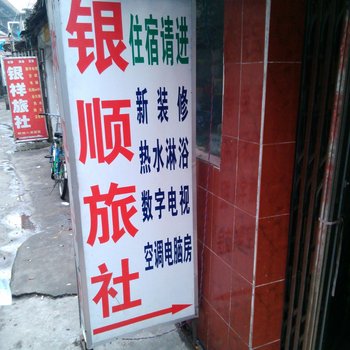 银顺旅社
住宿请进
新装修
热水淋浴
数字电视
空调电脑房
银祥旅社